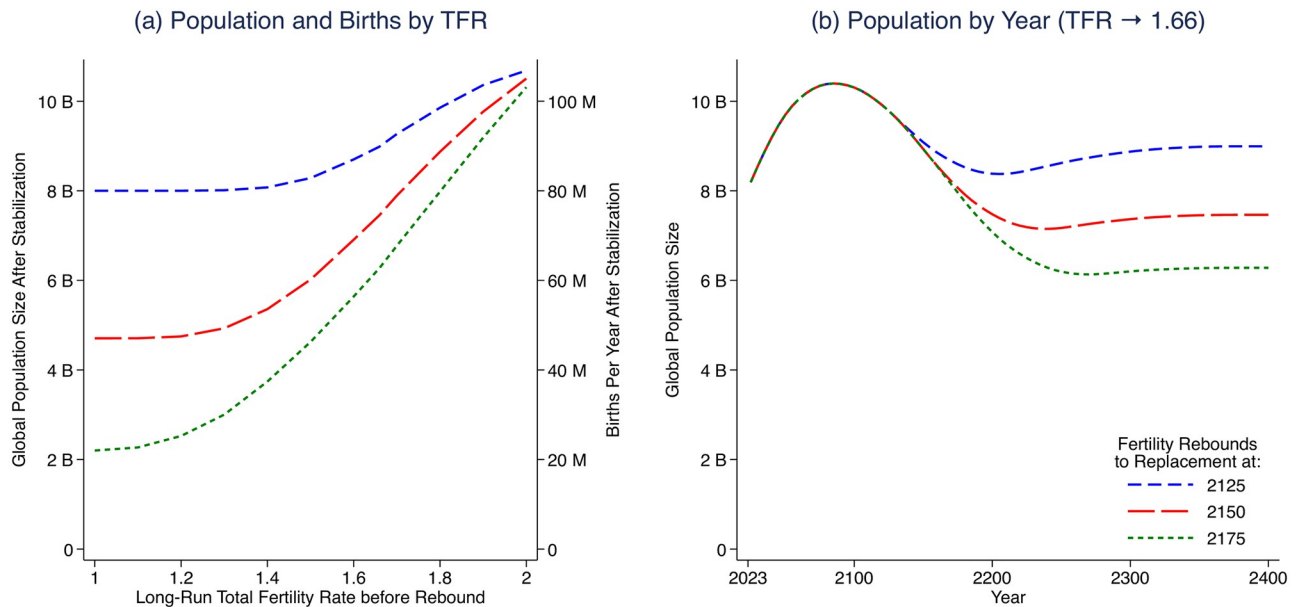 (a) Population and Births by TFR
Global Population Size After Stabilization
10 B
8 B
6 B
4 B
2 B
0
100 M
80 M
60 M
40 M
20 M
0
Births Per Year After Stabilization
1 1.2 1.4 1.6 1.8 2
Long-Run Total Fertility Rate before Rebound
(b) Population by Year (TFR → 1.66)
Global Population Size
10 B
8 B
6 B
4 B
2 B
0
Fertility Rebounds
to Replacement at:
2125
2150
2175
2023 2100 2200 2300 2400
Year